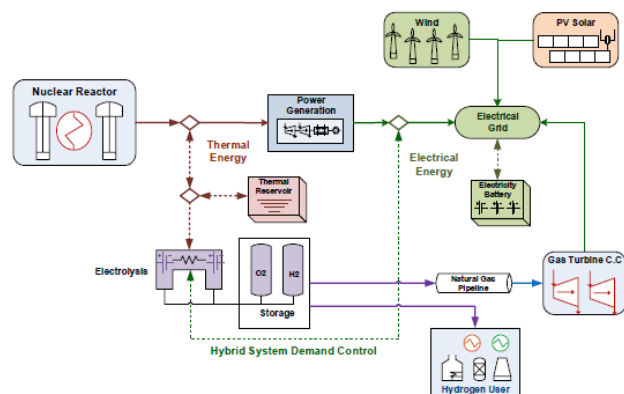 Wind
PV Solar
Nuclear Reactor
Power
Generation
Electrical
Grid
Thermal
Energy
Electrical
Energy
Thermal
Reservoir
Electricity
Battery
Electrolysis
O2
H2
Storage
Natural Gas
Pipeline
Gas Turbine C.C
Hybrid System Demand Control
Hydrogen User